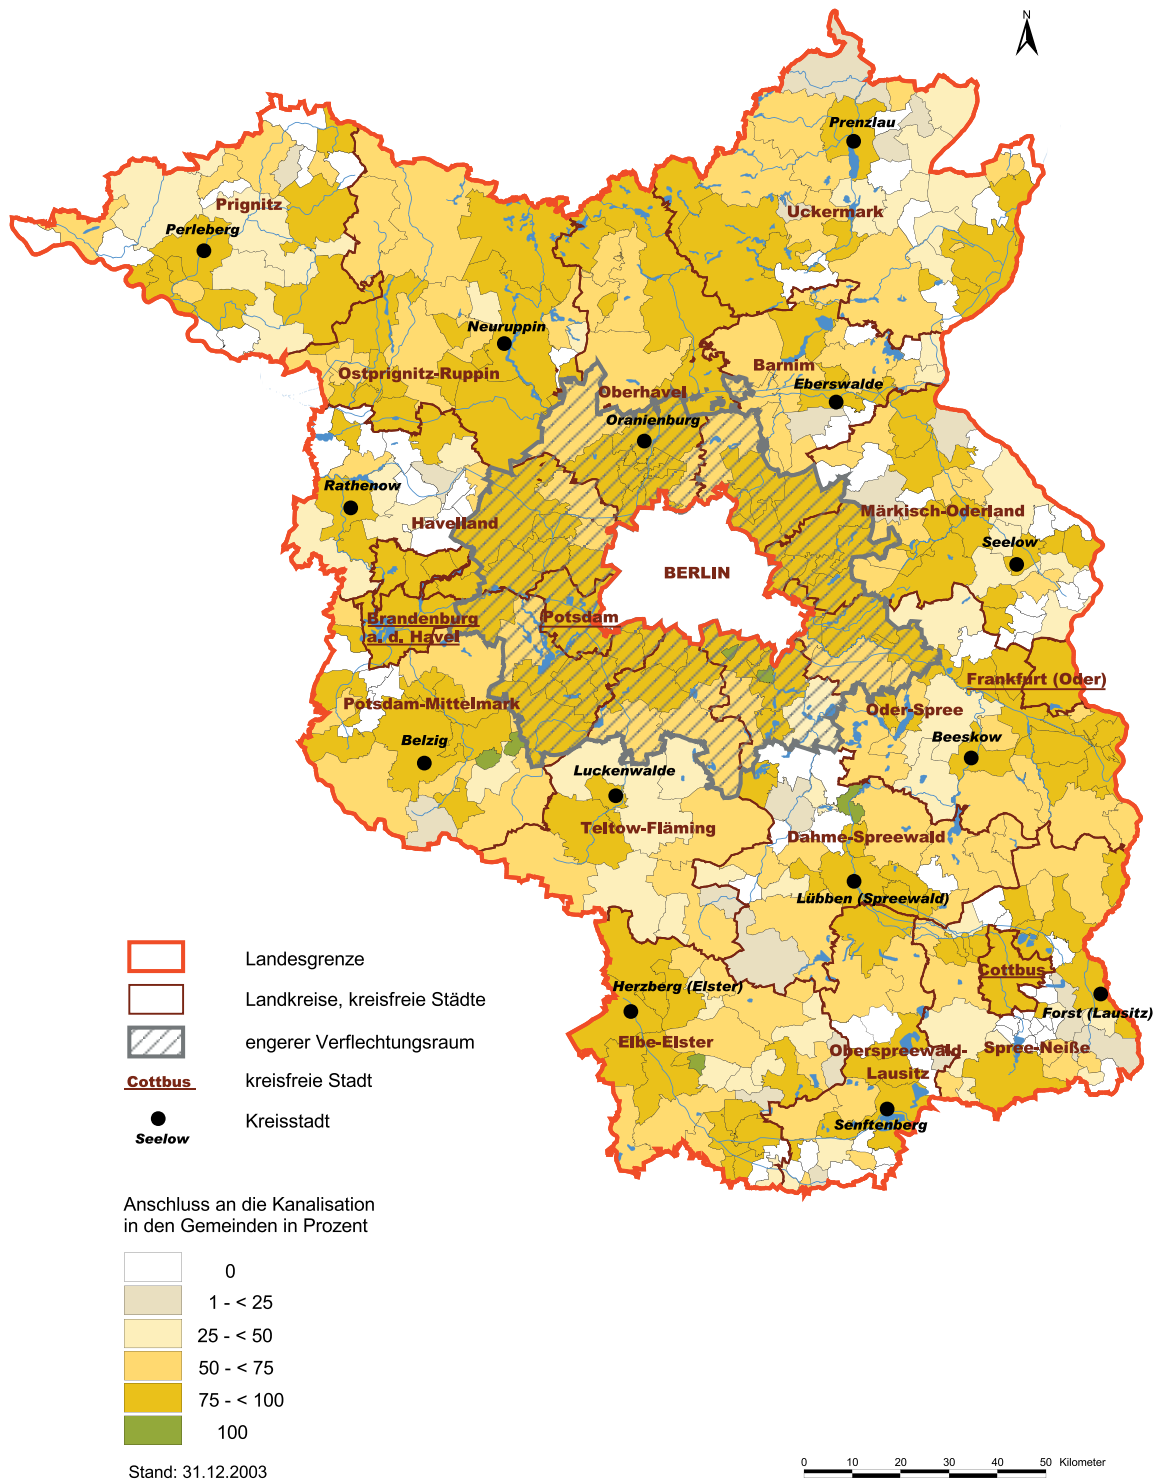 N
Prenzlau
Prignitz
Uckermark
Perleberg
Neuruppin
Ostprignitz-Ruppin
Barnim
Eberswalde
Oberhavel
Oranienburg
Rathenow
Havelland
Märkisch-Oderland
Seelow
BERLIN
Brandenburg
a. d. Havel
Potsdam
Frankfurt (Oder)
Potsdam-Mittelmark
Oder-Spree
Belzig
Beeskow
Luckenwalde
Teltow-Fläming
Dahme-Spreewald
Lübben (Spreewald)
Cottbus
Herzberg (Elster)
Forst (Lausitz)
Elbe-Elster
Oberspreewald-
Lausitz
Spree-Neiße
Senftenberg
Landesgrenze
Landkreise, kreisfreie Städte
engerer Verflechtungsraum
Cottbus kreisfreie Stadt
Kreisstadt
Seelow
Anschluss an die Kanalisation
in den Gemeinden in Prozent
0
1 - < 25
25 - < 50
50 - < 75
75 - < 100
100
Stand: 31.12.2003
0 10 20 30 40 50 Kilometer